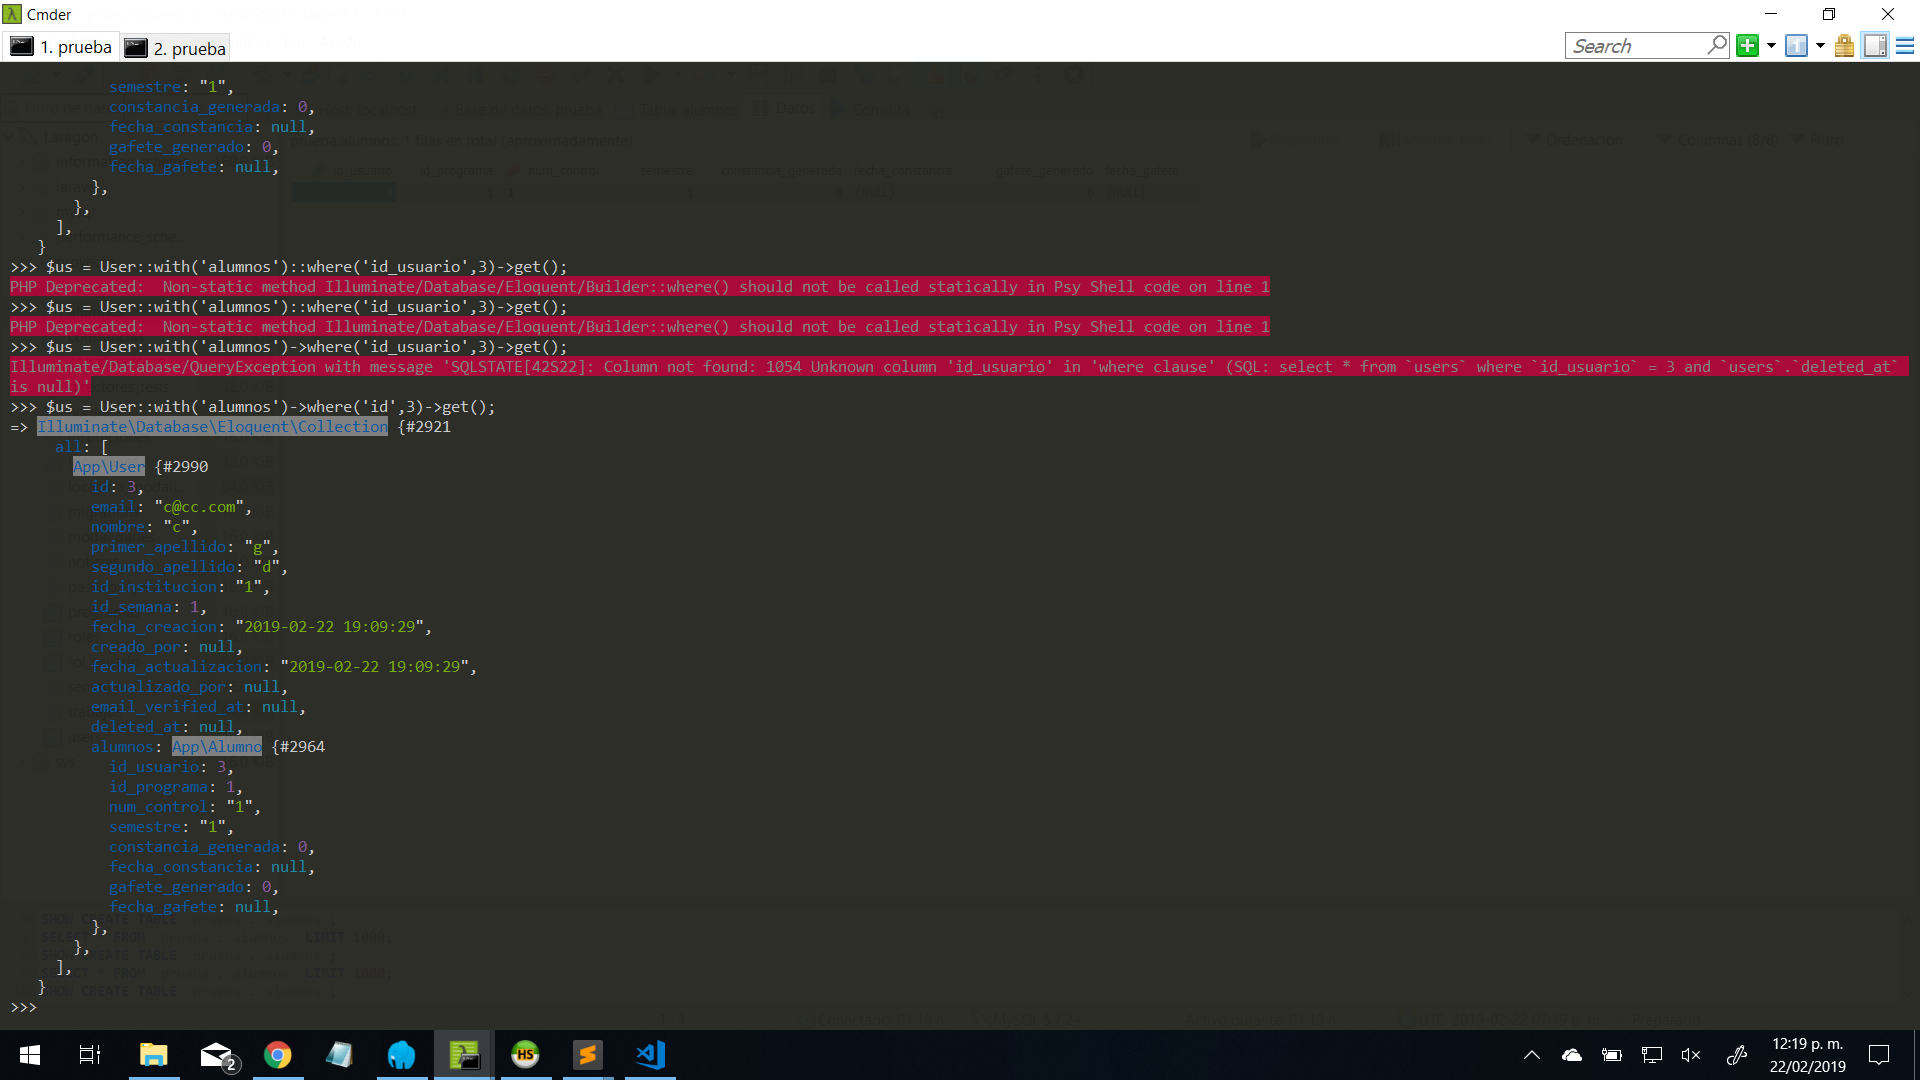 Cmder
1. prueba
2. prueba
Search
semestre: "1",
constancia_generada: 0,
fecha_constancia: null,
gafete_generado: 0,
fecha_gafete: null,
},
},
],
}
>>> $us = User::with('alumnos')::where('id_usuario',3)->get();
PHP Deprecated:  Non-static method Illuminate/Database/Eloquent/Builder::where() should not be called statically in Psy Shell code on line 1
>>> $us = User::with('alumnos')::where('id_usuario',3)->get();
PHP Deprecated:  Non-static method Illuminate/Database/Eloquent/Builder::where() should not be called statically in Psy Shell code on line 1
>>> $us = User::with('alumnos')->where('id_usuario',3)->get();
Illuminate/Database/QueryException with message 'SQLSTATE[42S22]: Column not found: 1054 Unknown column 'id_usuario' in 'where clause' (SQL: select * from `users` where `id_usuario` = 3 and `users`.`deleted_at`
is null)'
>>> $us = User::with('alumnos')->where('id',3)->get();
=> Illuminate\Database\Eloquent\Collection {#2921
all: [
App\User {#2990
id: 3,
email: "c@cc.com",
nombre: "c",
primer_apellido: "g",
segundo_apellido: "d",
id_institucion: "1",
id_semana: 1,
fecha_creacion: "2019-02-22 19:09:29",
creado_por: null,
fecha_actualizacion: "2019-02-22 19:09:29",
actualizado_por: null,
email_verified_at: null,
deleted_at: null,
alumnos: App\Alumno {#2964
id_usuario: 3,
id_programa: 1,
num_control: "1",
semestre: "1",
constancia_generada: 0,
fecha_constancia: null,
gafete_generado: 0,
fecha_gafete: null,
},
},
],
}
>>>
2
HS
12:19 p. m.
22/02/2019